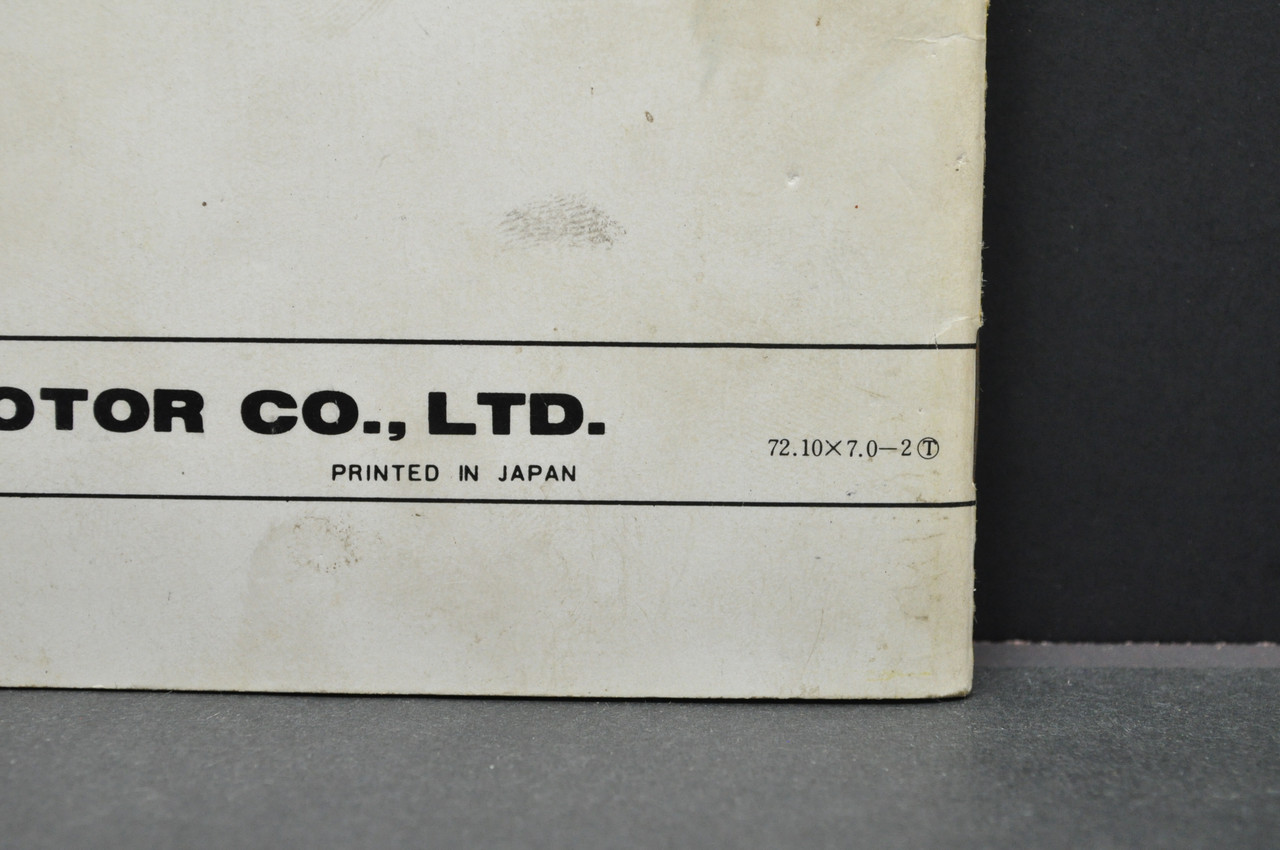 OTOR CO., LTD.
PRINTED IN JAPAN
72.10×7.0—2Ⓣ